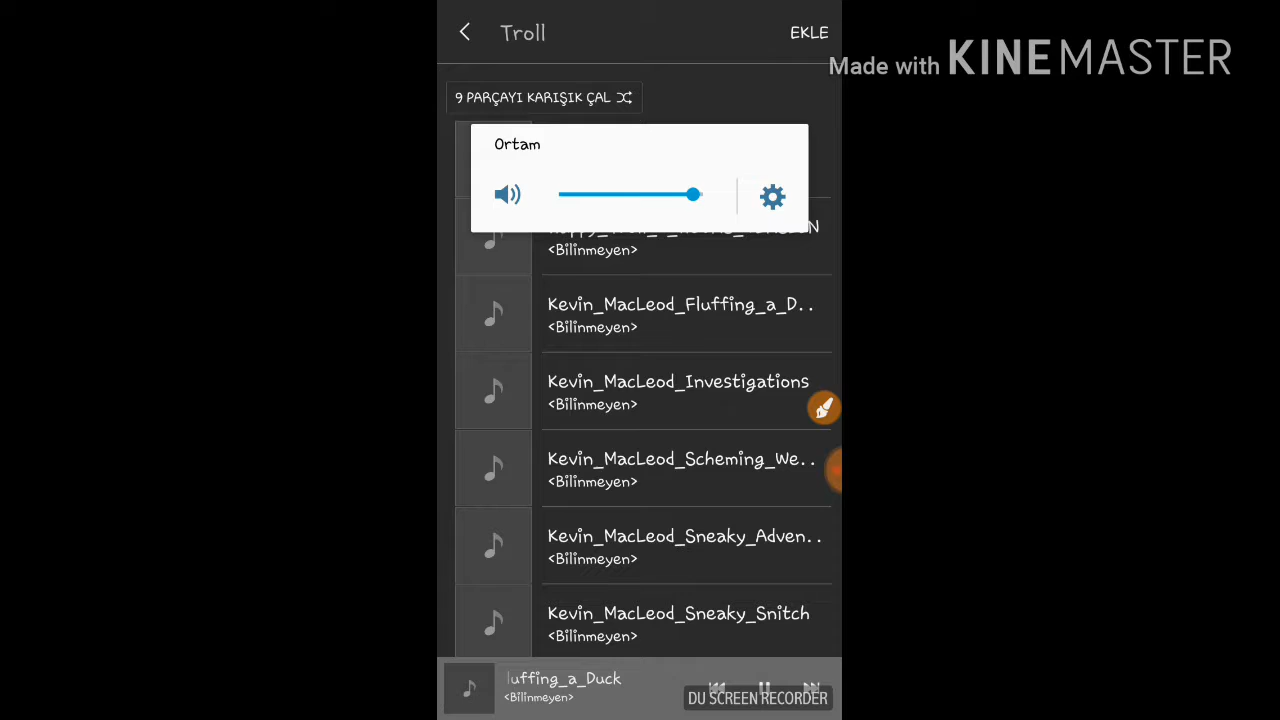 Troll
EKLE
Made with KINEMASTER
9 PARÇAYI KARIŞIK ÇAL
Ortam
<Bilinmeyen>
Kevin_MacLeod_Fluffing_a_D..
<Bilinmeyen>
Kevin_MacLeod_Investigations
<Bilinmeyen>
Kevin_MacLeod_Scheming_We..
<Bilinmeyen>
Kevin_MacLeod_Sneaky_Adven..
<Bilinmeyen>
Kevin_MacLeod_Sneaky_Snitch
<Bilinmeyen>
luffing_a_Duck
<Bilinmeyen>
DU SCREEN RECORDER